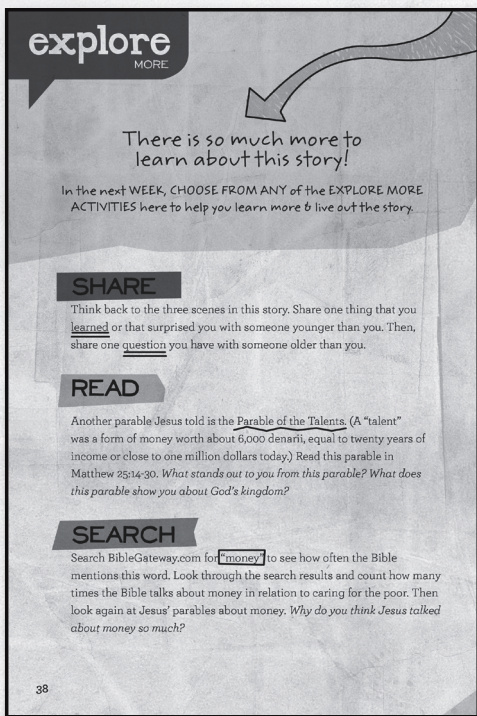 explore
MORE
There is so much more to
learn about this story!
In the next WEEK, CHOOSE FROM ANY of the EXPLORE MORE
ACTIVITIES here to help you learn more & live out the story.
SHARE
Think back to the three scenes in this story. Share one thing that you
learned or that surprised you with someone younger than you. Then,
share one question you have with someone older than you.
READ
Another parable Jesus told is the Parable of the Talents. (A “talent”
was a form of money worth about 6,000 denarii, equal to twenty years of
income or close to one million dollars today.) Read this parable in
Matthew 25:14-30. What stands out to you from this parable? What does
this parable show you about God’s kingdom?
SEARCH
Search BibleGateway.com for “money” to see how often the Bible
mentions this word. Look through the search results and count how many
times the Bible talks about money in relation to caring for the poor. Then
look again at Jesus’ parables about money. Why do you think Jesus talked
about money so much?
38